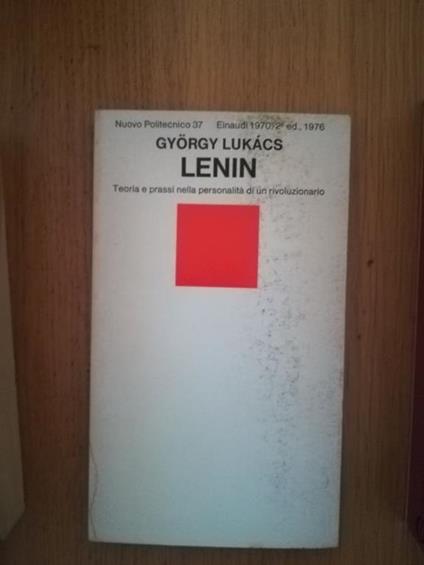 Nuovo Politecnico 37 Einaudi 1970, 2ª ed., 1976
GYÖRGY LUKÁCS
LENIN
Teoria e prassi nella personalità di un rivoluzionario